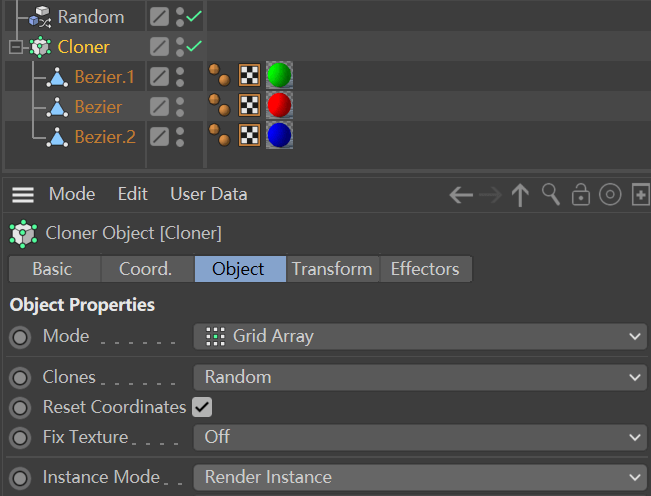 Random
Cloner
Bezier.1
Bezier
Bezier.2
Mode Edit User Data
Cloner Object [Cloner]
Basic Coord. Object Transform Effectors
Object Properties
Mode . . . . . . Grid Array
Clones . . . . . Random
Reset Coordinates
Fix Texture . . . Off
Instance Mode . . Render Instance